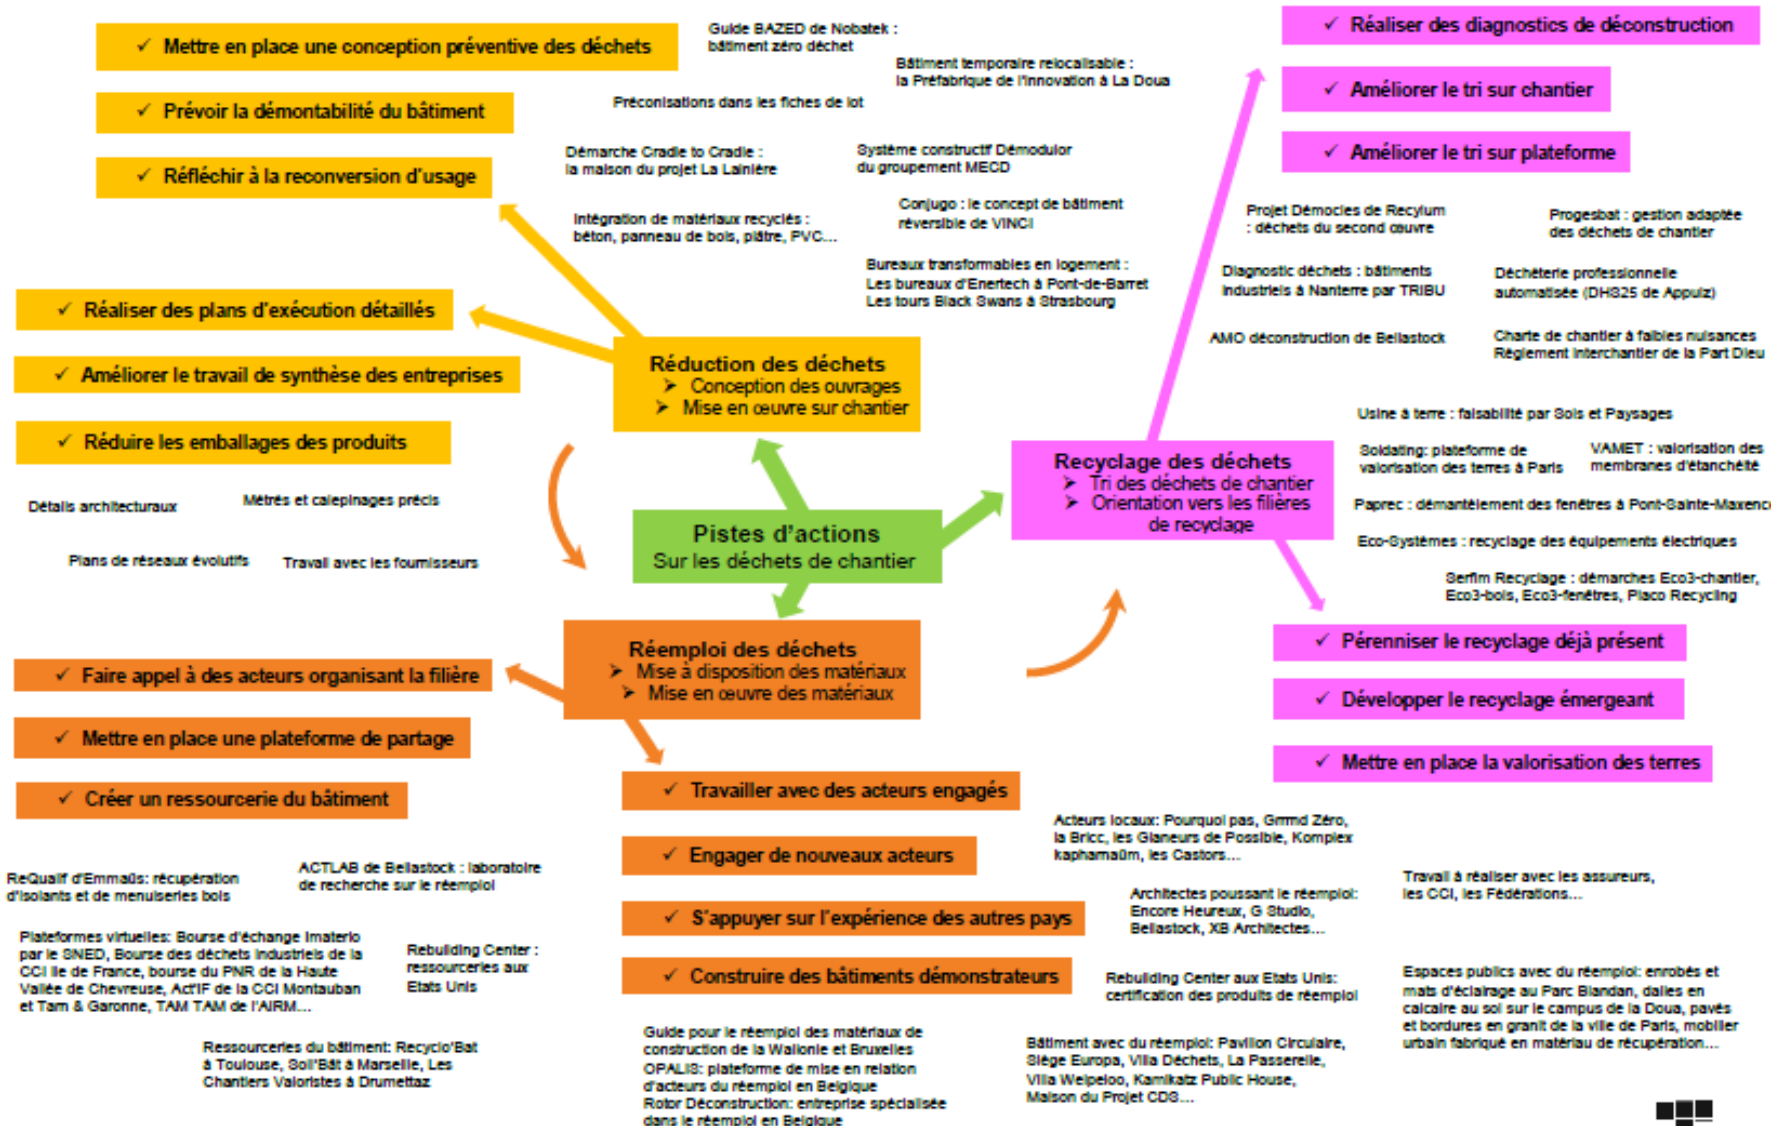 ✓ Mettre en place une conception préventive des déchets
✓ Prévoir la démontabilité du bâtiment
✓ Réfléchir à la reconversion d'usage
Guide BAZED de Nobatek :
bâtiment zéro déchet
Bâtiment temporaire relocalisable :
la Préfabrique de l'Innovation à La Doua
Préconisations dans les fiches de lot
Démarche Cradle to Cradle :
la maison du projet La Lainière
Système constructif Démodulor
du groupement MECD
Intégration de matériaux recyclés :
béton, panneau de bois, plâtre, PVC...
Conjugo : le concept de bâtiment
réversible de VINCI
Bureaux transformables en logement :
Les bureaux d'Enertech à Pont-de-Barret
Les tours Black Swans à Strasbourg
✓ Réaliser des plans d'exécution détaillés
✓ Améliorer le travail de synthèse des entreprises
✓ Réduire les emballages des produits
Détails architecturaux
Métrés et calepinages précis
Plans de réseaux évolutifs
Travail avec les fournisseurs
Réduction des déchets
➢ Conception des ouvrages
➢ Mise en œuvre sur chantier
Pistes d'actions
Sur les déchets de chantier
Recyclage des déchets
➢ Tri des déchets de chantier
➢ Orientation vers les filières
de recyclage
✓ Réaliser des diagnostics de déconstruction
✓ Améliorer le tri sur chantier
✓ Améliorer le tri sur plateforme
Projet Démocles de Recylum
: déchets du second œuvre
Progesbat : gestion adaptée
des déchets de chantier
Diagnostic déchets : bâtiments
industriels à Nanterre par TRIBU
Déchèterie professionnelle
automatisée (DHS25 de Appulz)
AMO déconstruction de Bellastock
Charte de chantier à faibles nuisances
Règlement Interchantier de la Part Dieu
Usine à terre : faisabilité par Sols et Paysages
Soldating: plateforme de
valorisation des terres à Paris
VAMET : valorisation des
membranes d'étanchéité
Paprec : démantèlement des fenêtres à Pont-Sainte-Maxence
Eco-Systèmes : recyclage des équipements électriques
Serfim Recyclage : démarches Eco3-chantier,
Eco3-bois, Eco3-fenêtres, Placo Recycling
✓ Pérenniser le recyclage déjà présent
✓ Développer le recyclage émergeant
✓ Mettre en place la valorisation des terres
Réemploi des déchets
➢ Mise à disposition des matériaux
➢ Mise en œuvre des matériaux
✓ Faire appel à des acteurs organisant la filière
✓ Mettre en place une plateforme de partage
✓ Créer un ressourcerie du bâtiment
ReQualif d'Emmaüs: récupération
d'isolants et de menuiseries bois
ACTLAB de Bellastock : laboratoire
de recherche sur le réemploi
Plateformes virtuelles: Bourse d'échange Imaterio
par le SNED, Bourse des déchets industriels de la
CCI Ile de France, bourse du PNR de la Haute
Vallée de Chevreuse, Act'IF de la CCI Montauban
et Tarn & Garonne, TAM TAM de l'AIRM...
Rebuilding Center :
ressourceries aux
Etats Unis
Ressourceries du bâtiment: Recyclo'Bat
à Toulouse, Soli'Bât à Marseille, Les
Chantiers Valoristes à Drumettaz
✓ Travailler avec des acteurs engagés
✓ Engager de nouveaux acteurs
✓ S'appuyer sur l'expérience des autres pays
✓ Construire des bâtiments démonstrateurs
Acteurs locaux: Pourquoi pas, Grrrnd Zéro,
la Bricc, les Glaneurs de Possible, Komplex
kapharnaüm, les Castors...
Architectes poussant le réemploi:
Encore Heureux, G Studio,
Bellastock, XB Architectes...
Travail à réaliser avec les assureurs,
les CCI, les Fédérations...
Rebuilding Center aux Etats Unis:
certification des produits de réemploi
Espaces publics avec du réemploi: enrobés et
mats d'éclairage au Parc Blandan, dalles en
calcaire au sol sur le campus de la Doua, pavés
et bordures en granit de la ville de Paris, mobilier
urbain fabriqué en matériau de récupération...
Guide pour le réemploi des matériaux de
construction de la Wallonie et Bruxelles
OPALIS: plateforme de mise en relation
d'acteurs du réemploi en Belgique
Rotor Déconstruction: entreprise spécialisée
dans le réemploi en Belgique
Bâtiment avec du réemploi: Pavillon Circulaire,
Siège Europa, Villa Déchets, La Passerelle,
Villa Welpeloo, Kamikatz Public House,
Maison du Projet CDS...